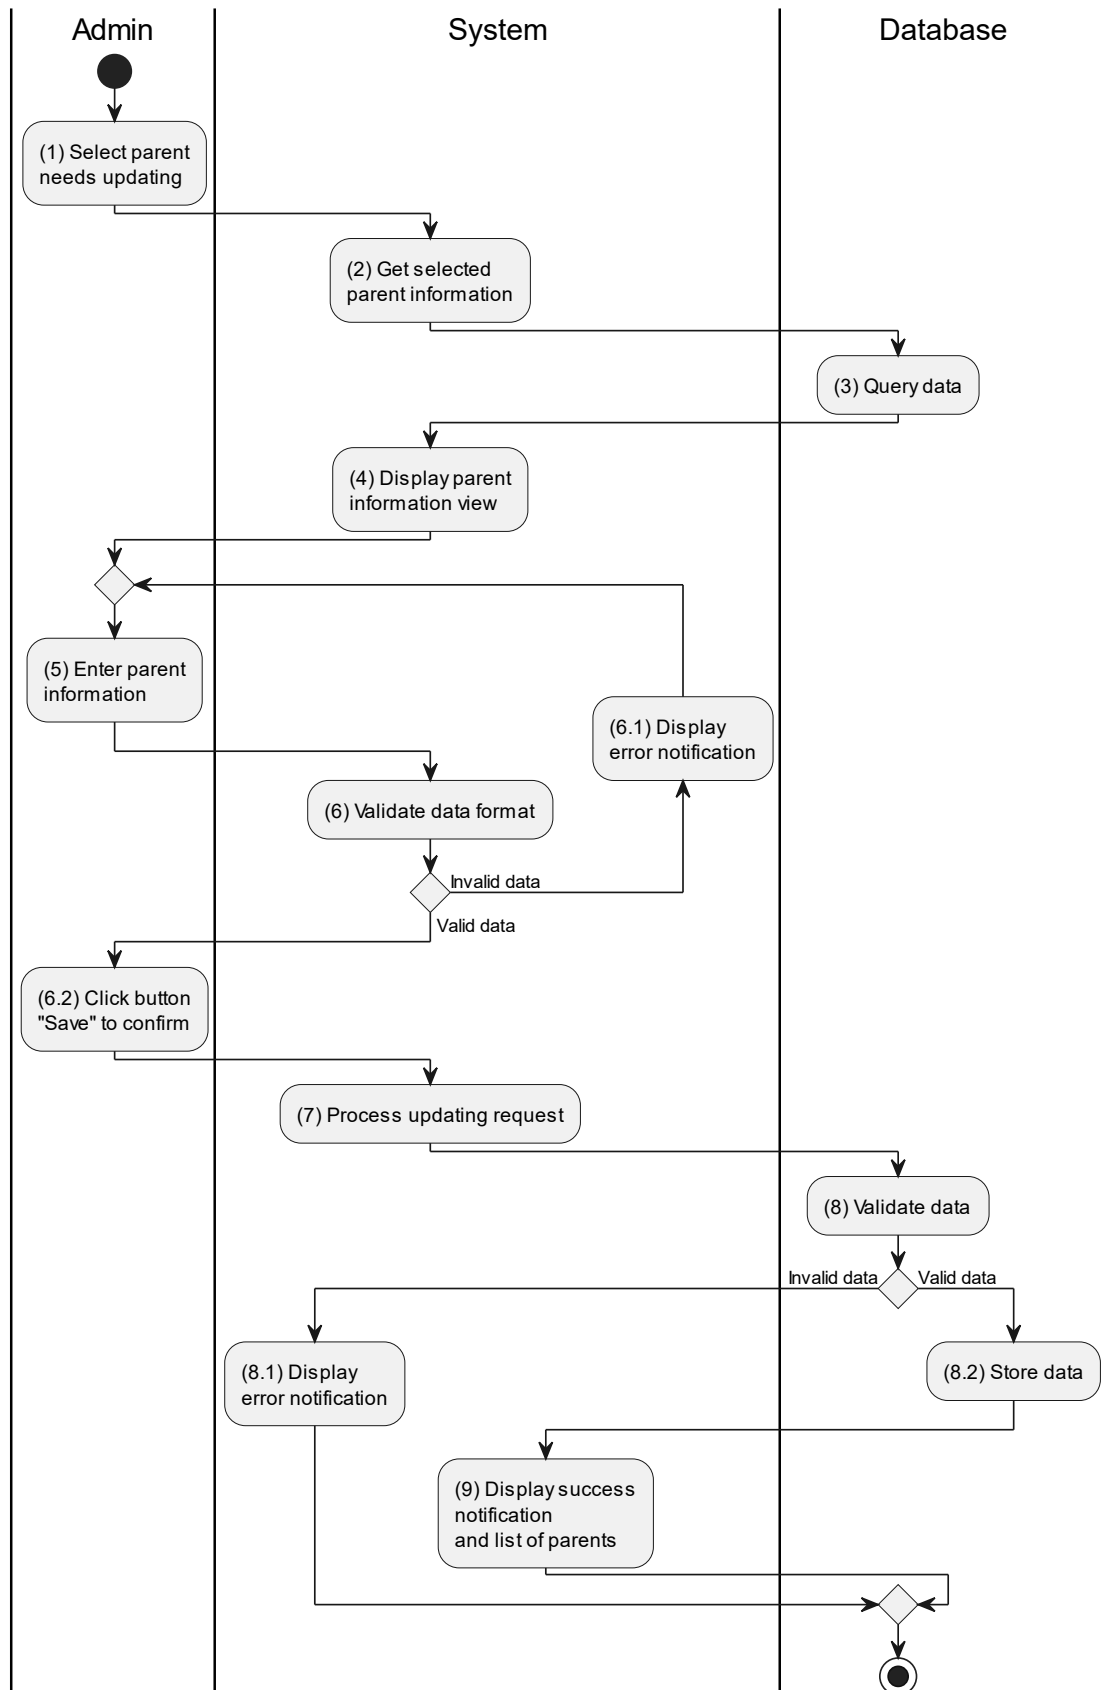 Admin
System
Database
(1) Select parent
needs updating
(2) Get selected
parent information
(3) Query data
(4) Display parent
information view
(5) Enter parent
information
(6.1) Display
error notification
(6) Validate data format
Invalid data
Valid data
(6.2) Click button
"Save" to confirm
(7) Process updating request
(8) Validate data
Invalid data
Valid data
(8.1) Display
error notification
(8.2) Store data
(9) Display success
notification
and list of parents